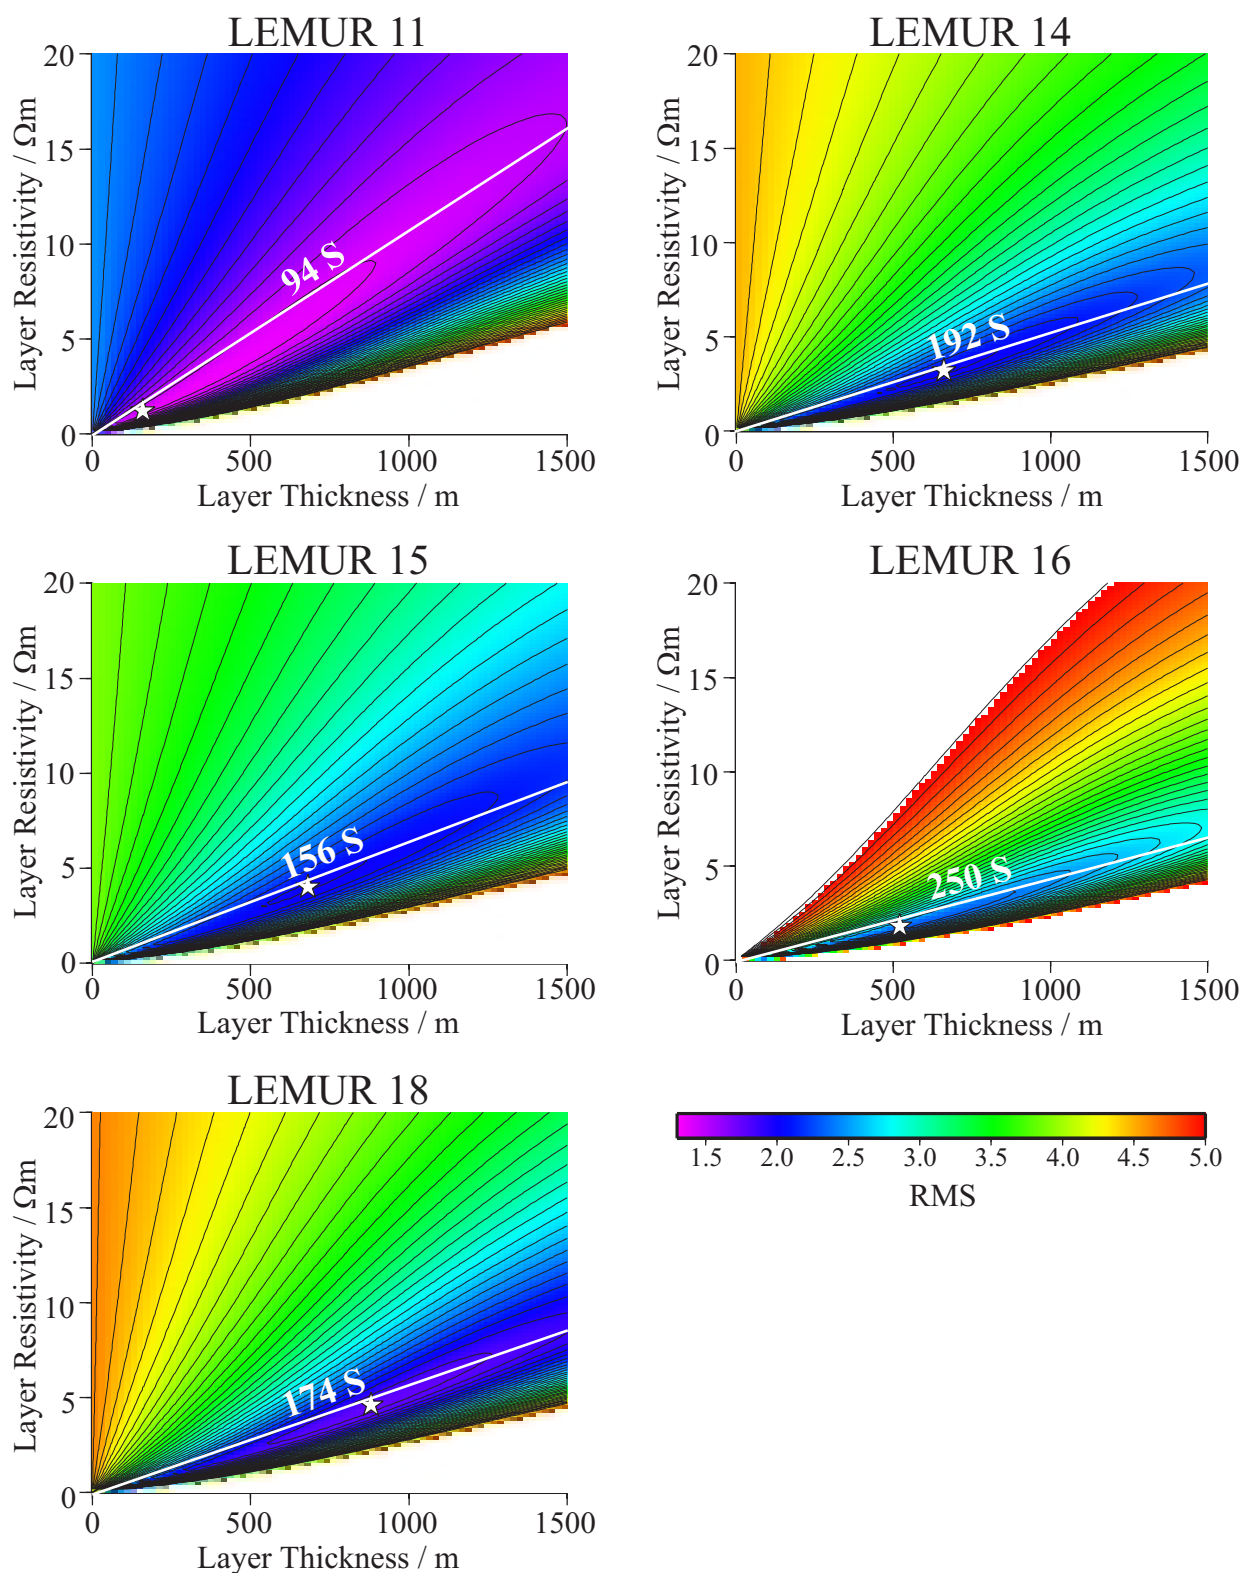 LEMUR 11
20
15
10
5
0
Layer Resistivity / Ωm
94 S
0 500 1000 1500
Layer Thickness / m
LEMUR 14
20
15
10
5
0
Layer Resistivity / Ωm
192 S
0 500 1000 1500
Layer Thickness / m
LEMUR 15
20
15
10
5
0
Layer Resistivity / Ωm
156 S
0 500 1000 1500
Layer Thickness / m
LEMUR 16
20
15
10
5
0
Layer Resistivity / Ωm
250 S
0 500 1000 1500
Layer Thickness / m
LEMUR 18
20
15
10
5
0
Layer Resistivity / Ωm
174 S
0 500 1000 1500
Layer Thickness / m
1.5 2.0 2.5 3.0 3.5 4.0 4.5 5.0
RMS